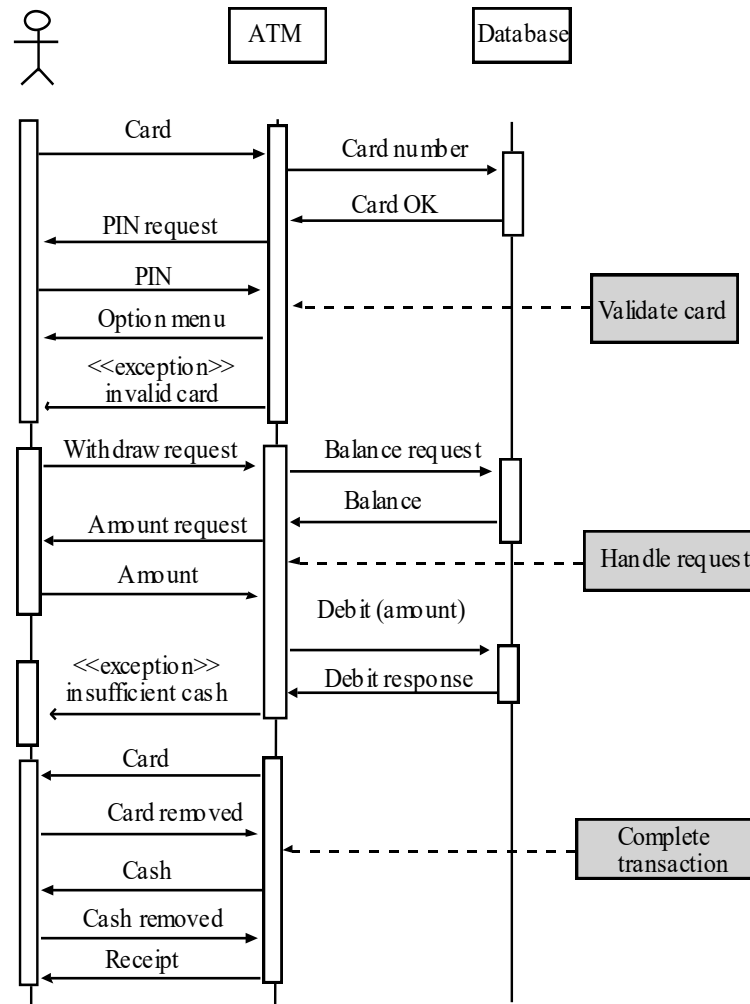 ATM
Database
Card
Card number
Card OK
PIN request
PIN
Validate card
Option menu
<<exception>>
invalid card
Withdraw request
Balance request
Balance
Amount request
Handle request
Amount
Debit (amount)
<<exception>>
insufficient cash
Debit response
Card
Card removed
Complete
transaction
Cash
Cash removed
Receipt